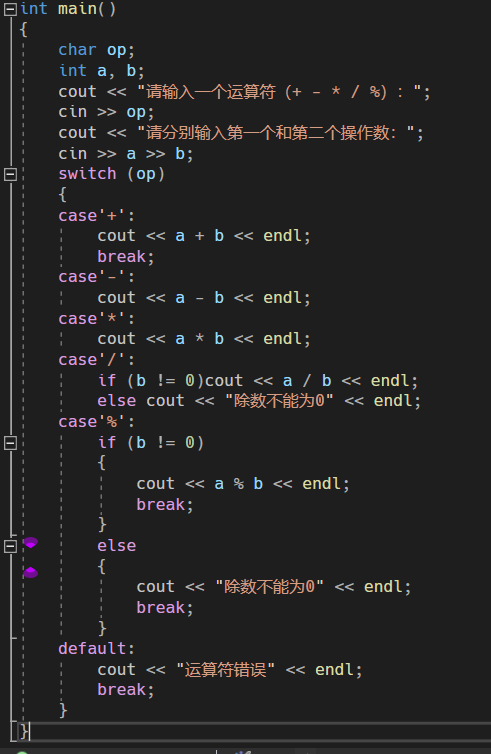 int main()
{
char op;
int a, b;
cout << "请输入一个运算符（+ - * / %）：";
cin >> op;
cout << "请分别输入第一个和第二个操作数：";
cin >> a >> b;
switch (op)
{
case'+':
cout << a + b << endl;
break;
case'-':
cout << a - b << endl;
case'*':
cout << a * b << endl;
case'/':
if (b != 0)cout << a / b << endl;
else cout << "除数不能为0" << endl;
case'%':
if (b != 0)
{
cout << a % b << endl;
break;
}
else
{
cout << "除数不能为0" << endl;
break;
}
default:
cout << "运算符错误" << endl;
break;
}
}